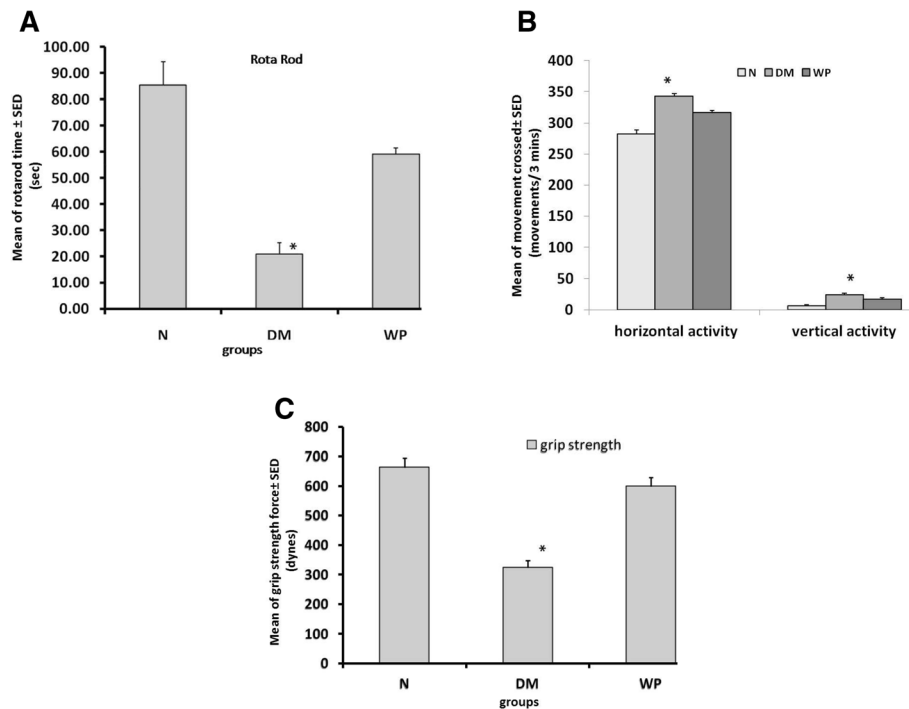 A
Rota Rod
Mean of rotarod time ± SED
(sec)
100.00
90.00
80.00
70.00
60.00
50.00
40.00
30.00
20.00
10.00
0.00
*
N DM WP
groups
B
N DM WP
Mean of movement crossed± SED
(movements/ 3 mins)
400
350
300
250
200
150
100
50
0
*
*
horizontal activity vertical activity
C
grip strength
Mean of grip strength force± SED
(dynes)
800
700
600
500
400
300
200
100
0
*
N DM WP
groups